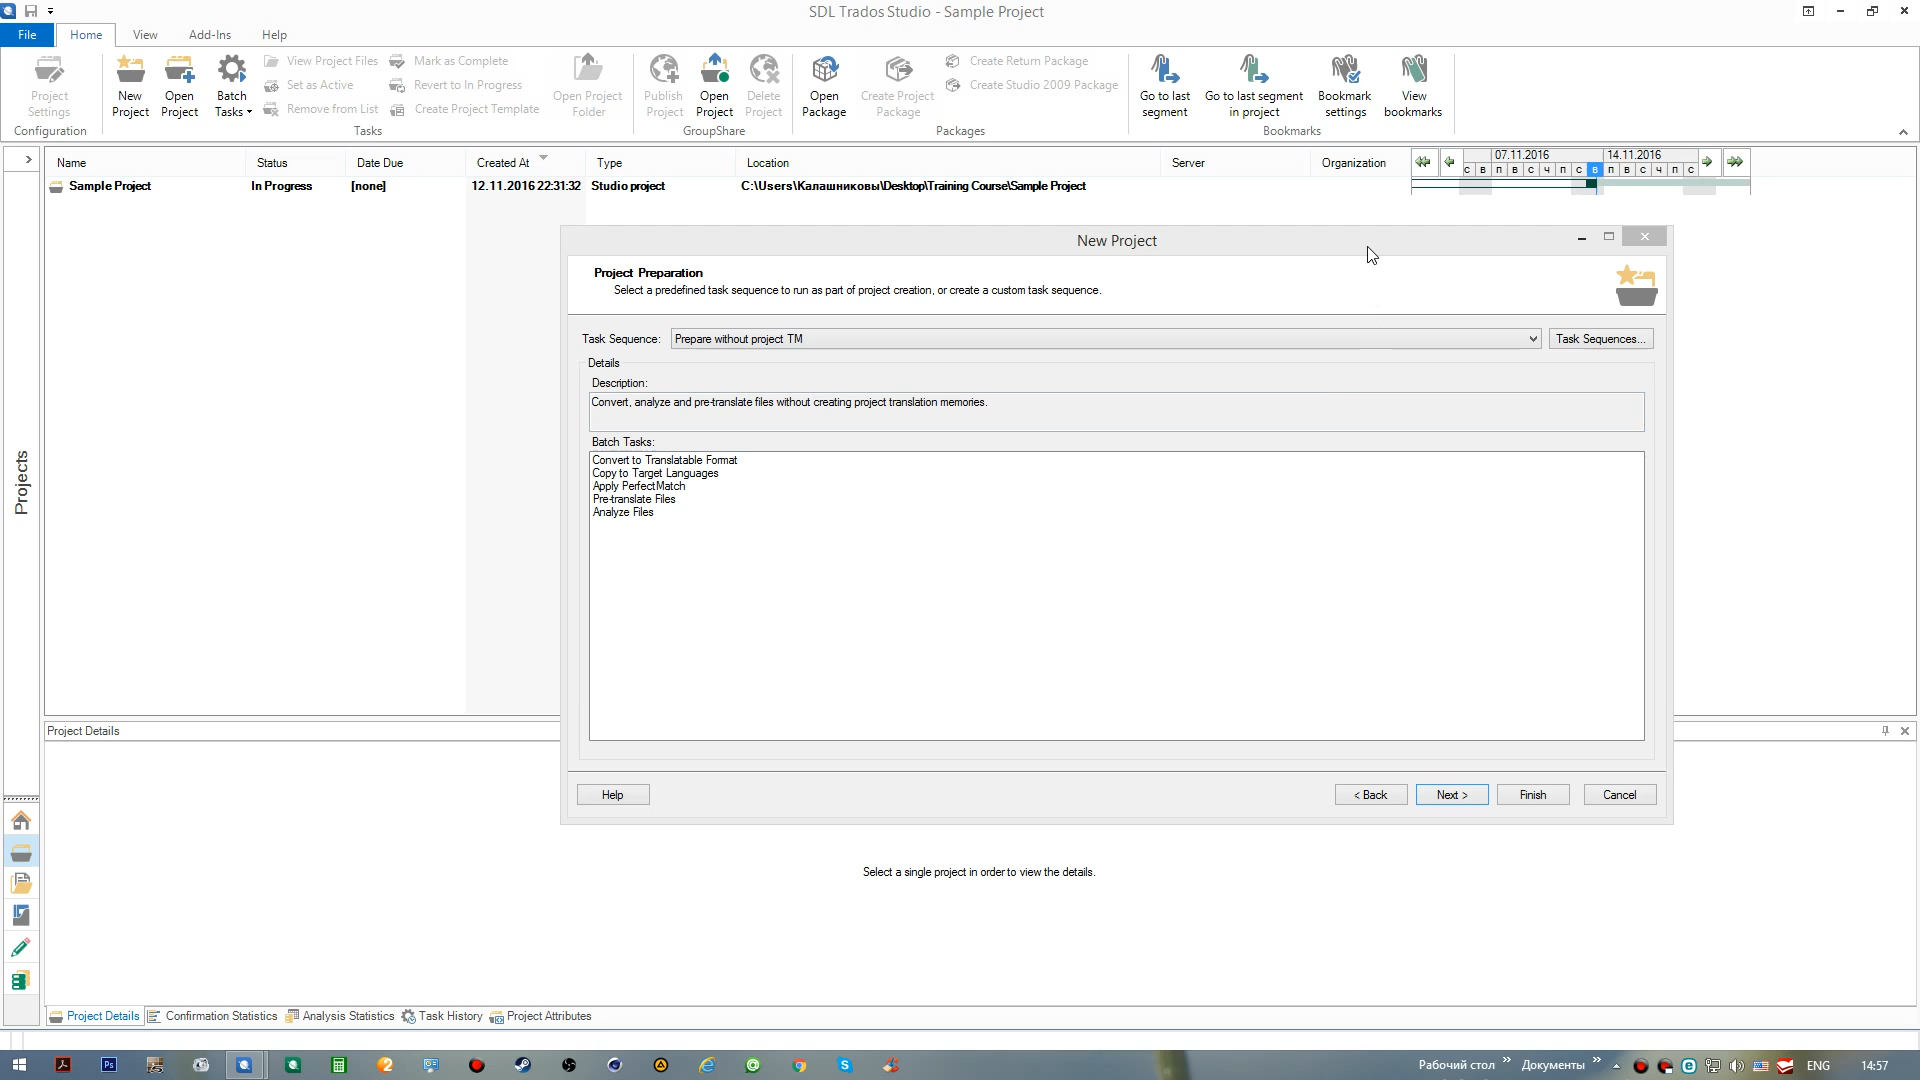 SDL Trados Studio - Sample Project
File Home View Add-Ins Help
Project Settings
Configuration
New Project
Open Project
Batch Tasks
View Project Files
Set as Active
Remove from List
Mark as Complete
Revert to In Progress
Create Project Template
Open Project Folder
Tasks
Publish Project
Open Project
Delete Project
GroupShare
Open Package
Create Project Package
Create Return Package
Create Studio 2009 Package
Packages
Go to last segment
Go to last segment in project
Bookmark settings
View bookmarks
Bookmarks
Name Status Date Due Created At Type Location Server Organization
07.11.2016 14.11.2016
С В П В С Ч П С В П В С Ч П С
Sample Project In Progress [none] 12.11.2016 22:31:32 Studio project C:\Users\Калашниковы\Desktop\Training Course\Sample Project
Projects
New Project
Project Preparation
Select a predefined task sequence to run as part of project creation, or create a custom task sequence.
Task Sequence: Prepare without project TM Task Sequences...
Details
Description:
Convert, analyze and pre-translate files without creating project translation memories.
Batch Tasks:
Convert to Translatable Format
Copy to Target Languages
Apply PerfectMatch
Pre-translate Files
Analyze Files
Help < Back Next > Finish Cancel
Project Details
Select a single project in order to view the details.
Project Details Confirmation Statistics Analysis Statistics Task History Project Attributes
Ps 2 Рабочий стол » Документы » ENG 14:57